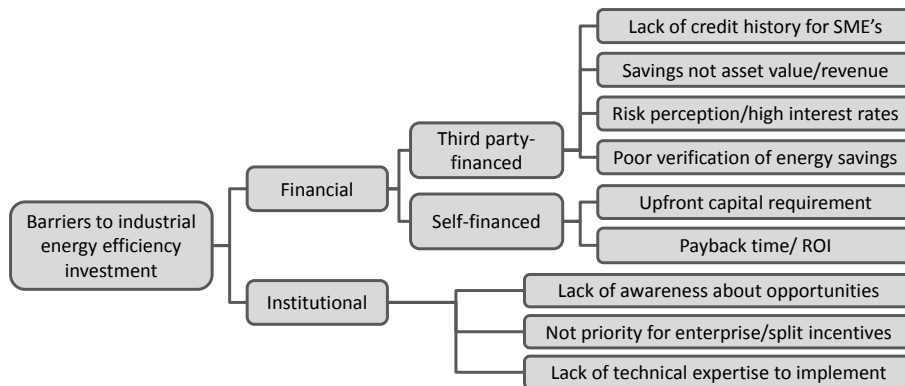 Barriers to industrial
energy efficiency
investment
Financial
Third party-
financed
Lack of credit history for SME's
Savings not asset value/revenue
Risk perception/high interest rates
Poor verification of energy savings
Self-financed
Upfront capital requirement
Payback time/ ROI
Institutional
Lack of awareness about opportunities
Not priority for enterprise/split incentives
Lack of technical expertise to implement